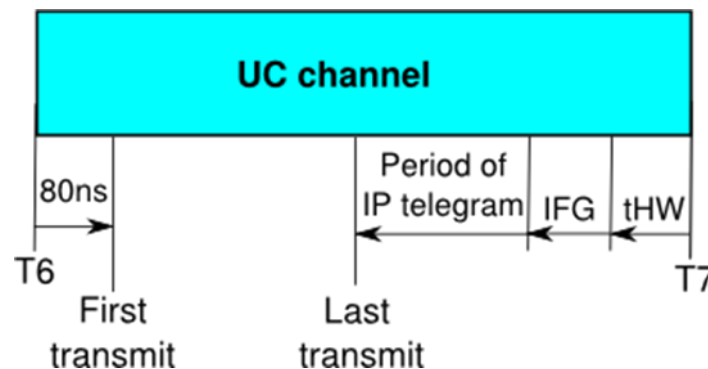 UC channel
80ns
Period of
IP telegram
IFG
tHW
T6
T7
First
transmit
Last
transmit